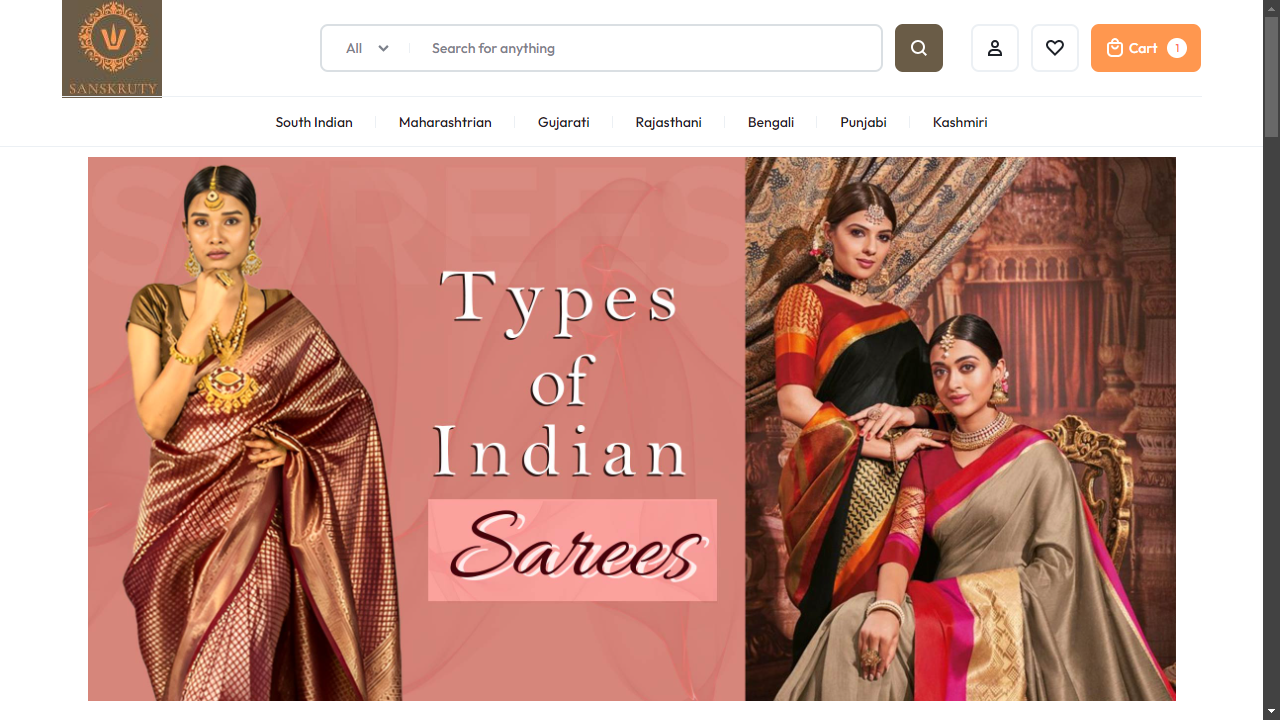 SANSKRUTY
All
Search for anything
Cart 1
South Indian
Maharashtrian
Gujarati
Rajasthani
Bengali
Punjabi
Kashmiri
SAREES
Types
of
Indian
Sarees